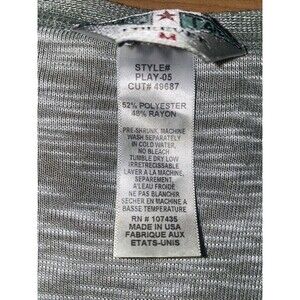 M
STYLE#
PLAY-05
CUT# 49687
52% POLYESTER
48% RAYON
PRE-SHRUNK, MACHINE
WASH SEPARATELY
IN COLD WATER,
NO BLEACH
TUMBLE DRY LOW
IRRETRECISSABLE
LAVER A LA MACHINE,
SEPAREMENT,
A L'EAU FROIDE
NE PAS BLANCHIR
SECHER EN MACHINE A
BASSE TEMPERATURE
RN # 107435
MADE IN USA
FABRIQUE AUX
ETATS-UNIS